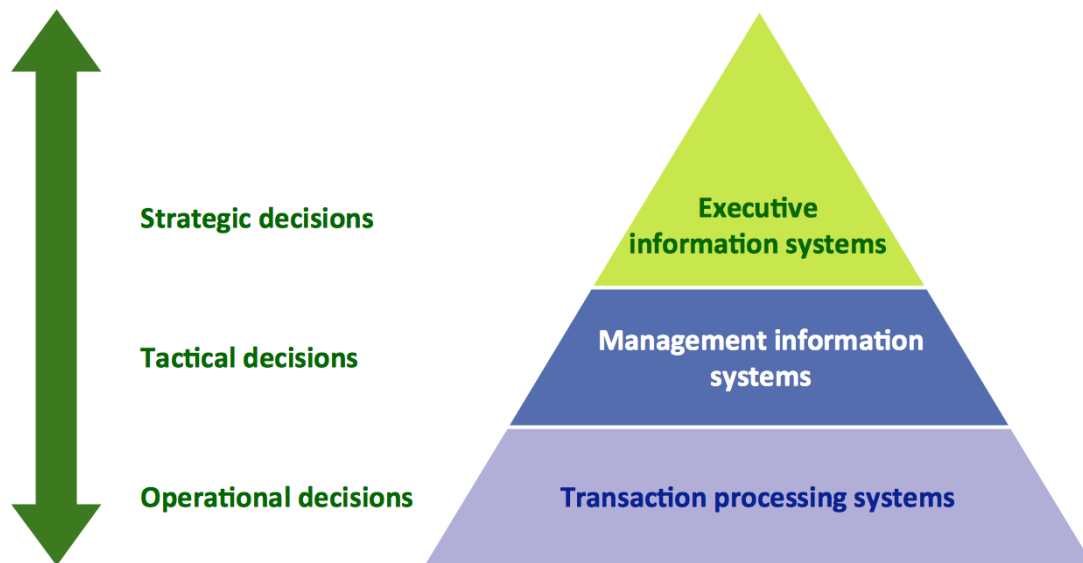 Strategic decisions
Executive
information systems
Tactical decisions
Management information
systems
Operational decisions
Transaction processing systems